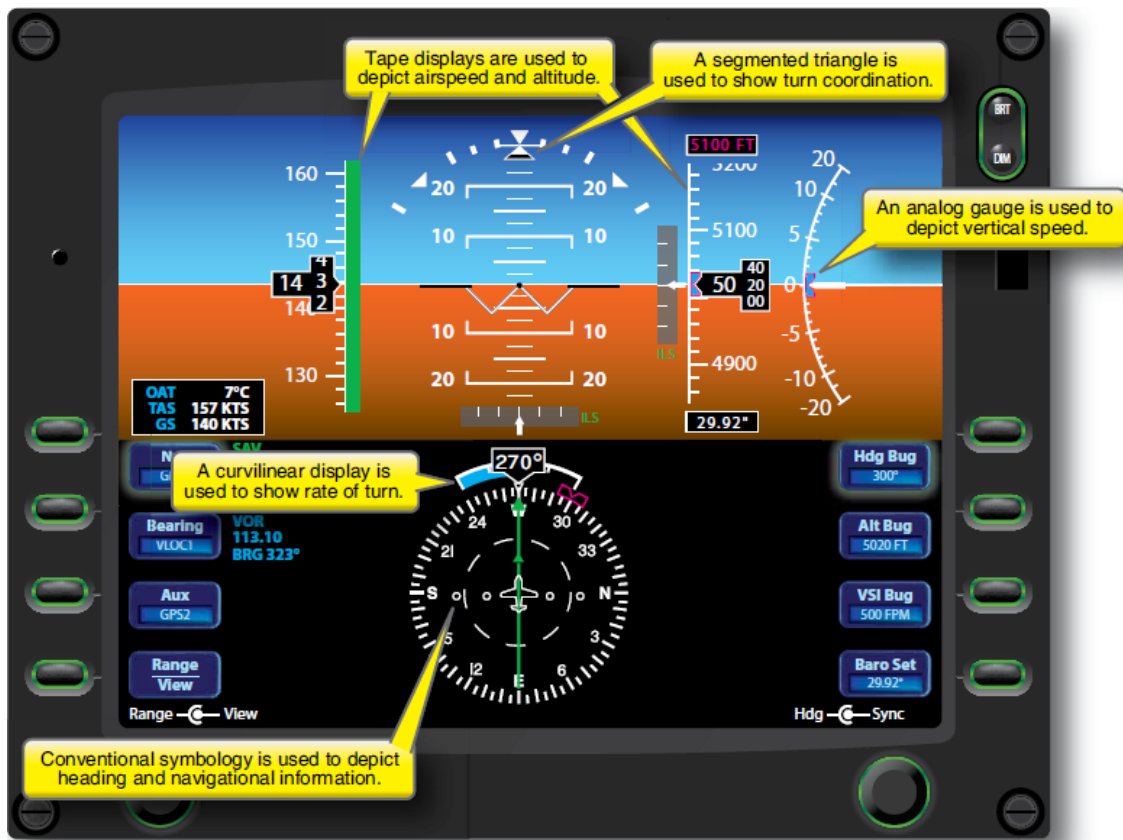 Tape displays are used to
depict airspeed and altitude.
A segmented triangle is
used to show turn coordination.
BRT
DIM
5100 FT
20
160
20
20
5200
10
An analog gauge is used to
depict vertical speed.
150
10
10
5100
5
4
14 3
2
40
50 20
00
0
140
10
10
-5
ILS
130
20
20
4900
-10
-20
OAT 7°C
TAS 157 KTS
GS 140 KTS
ILS
29.92"
SAV
A curvilinear display is
used to show rate of turn.
270°
Hdg Bug
300°
24
W
30
Bearing
VLOC1
VOR
113.10
BRG 323°
21
33
Alt Bug
5020 FT
Aux
GPS2
S
N
VSI Bug
500 FPM
15
3
12
E
6
Range
View
Baro Set
29.92"
Range View
Hdg Sync
Conventional symbology is used to depict
heading and navigational information.